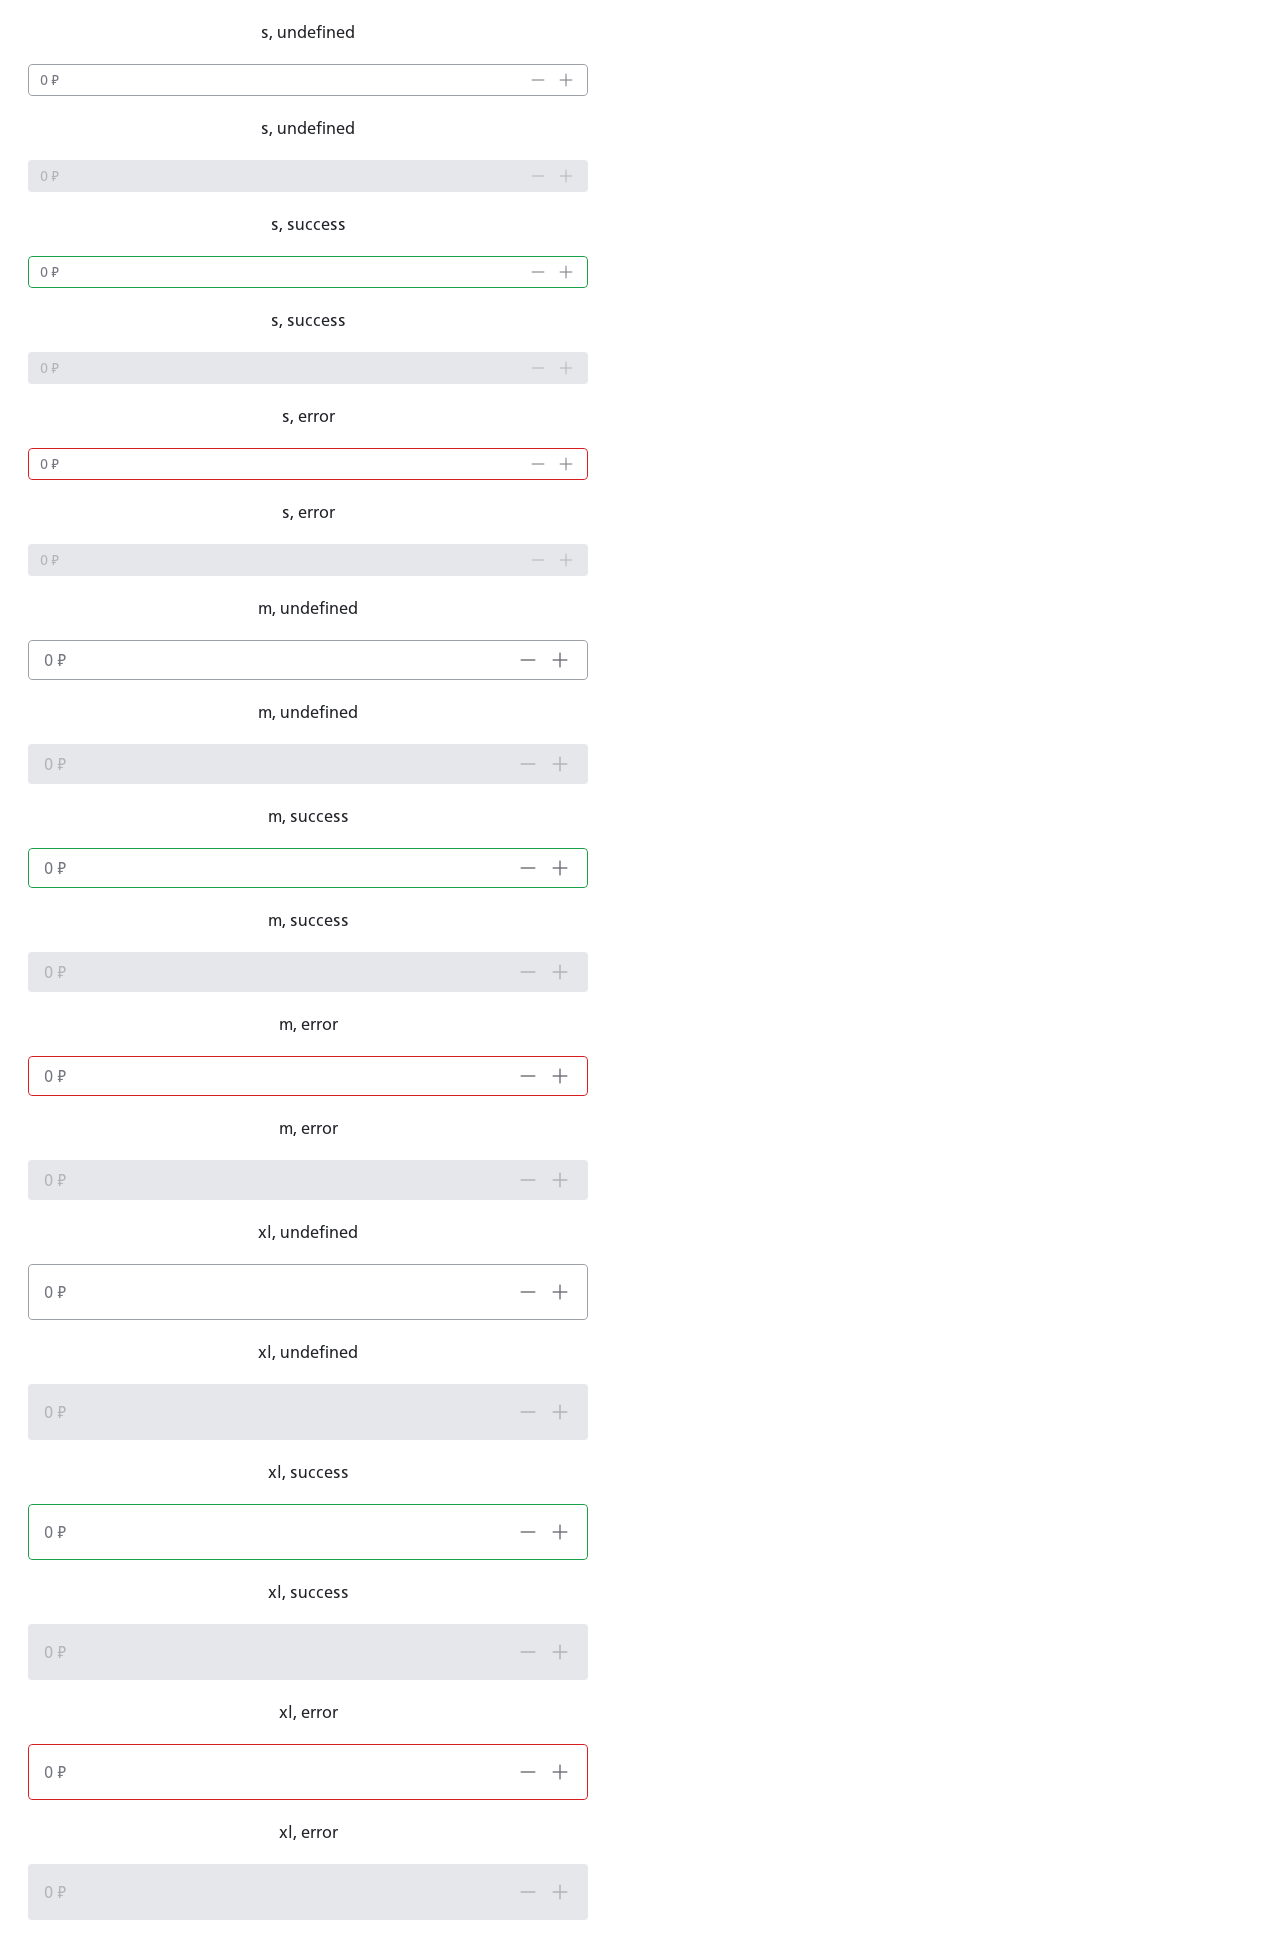 s, undefined
0 ₽
s, undefined
0 ₽
s, success
0 ₽
s, success
0 ₽
s, error
0 ₽
s, error
0 ₽
m, undefined
0 ₽
m, undefined
0 ₽
m, success
0 ₽
m, success
0 ₽
m, error
0 ₽
m, error
0 ₽
xl, undefined
0 ₽
xl, undefined
0 ₽
xl, success
0 ₽
xl, success
0 ₽
xl, error
0 ₽
xl, error
0 ₽